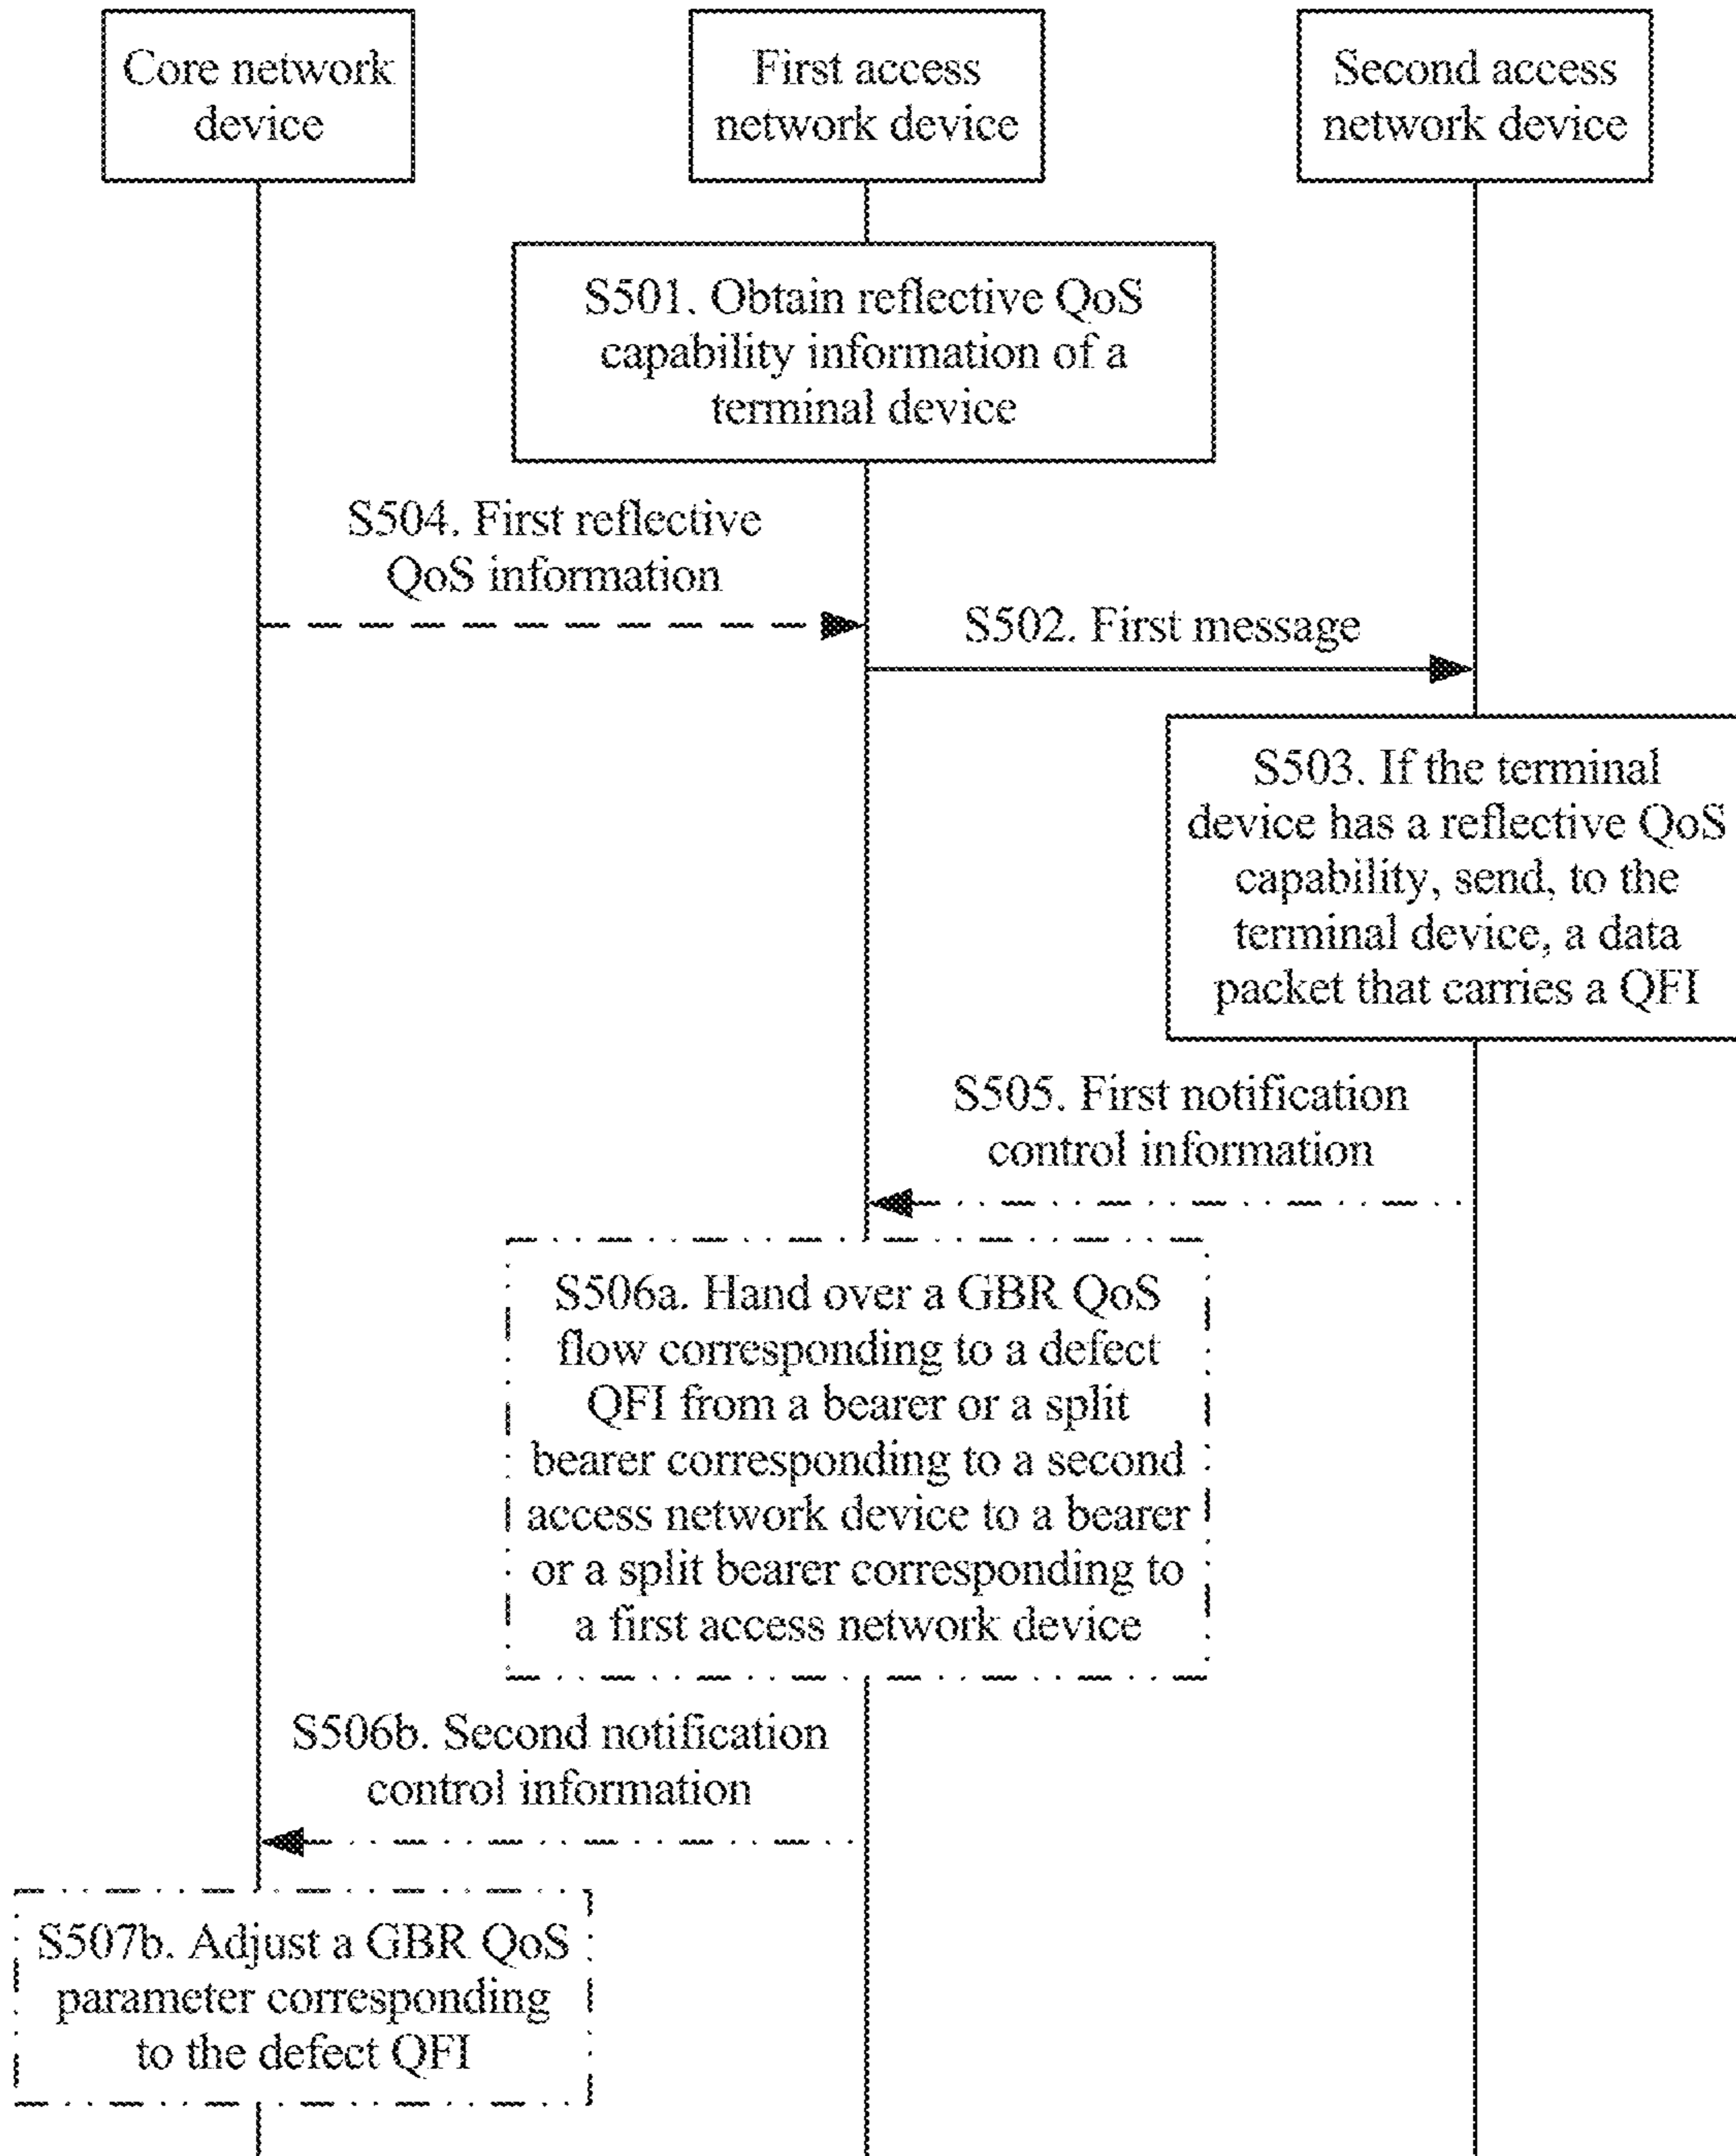 Core network
device
First access
network device
Second access
network device
S501. Obtain reflective QoS
capability information of a
terminal device
S504. First reflective
QoS information
S502. First message
S503. If the terminal
device has a reflective QoS
capability, send, to the
terminal device, a data
packet that carries a QFI
S505. First notification
control information
S506a. Hand over a GBR QoS
flow corresponding to a defect
QFI from a bearer or a split
bearer corresponding to a second
access network device to a bearer
or a split bearer corresponding to
a first access network device
S506b. Second notification
control information
S507b. Adjust a GBR QoS
parameter corresponding
to the defect QFI